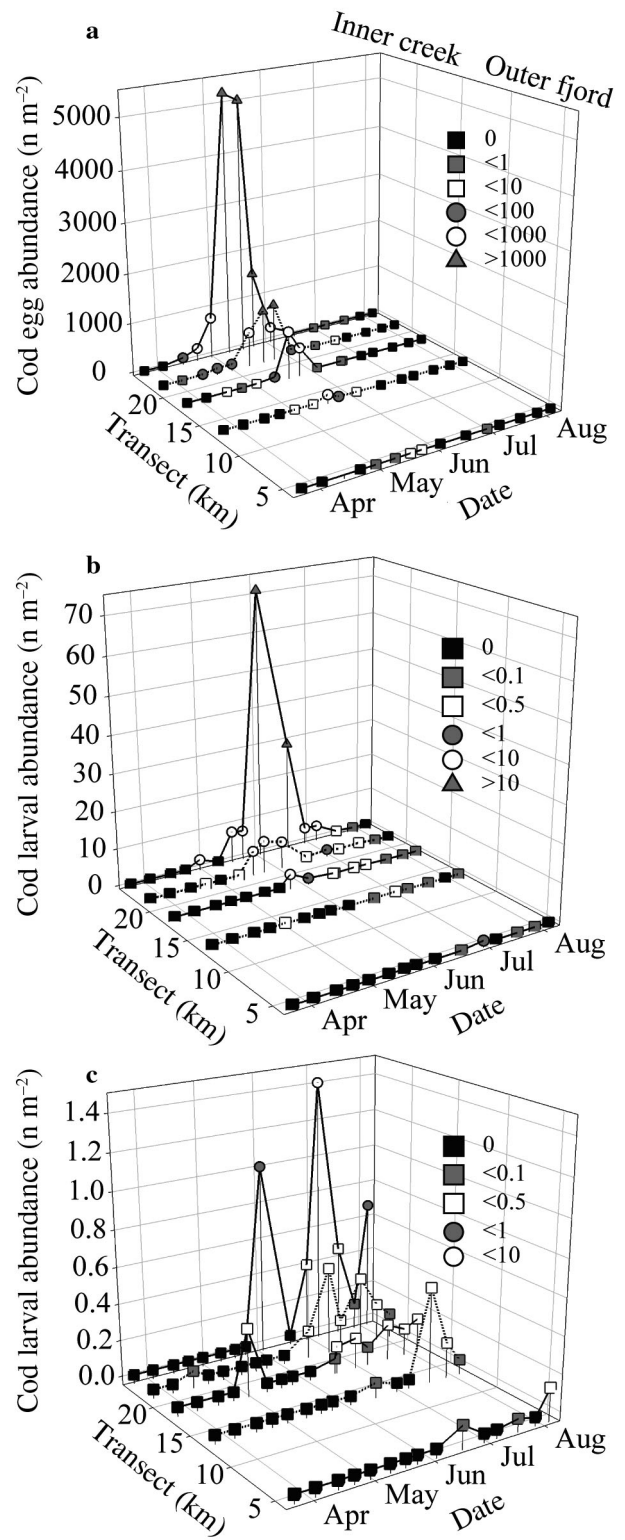 a
Inner creek
Outer fjord
Cod egg abundance (n m⁻²)
5000
4000
3000
2000
1000
0
0
<1
<10
<100
<1000
>1000
20
15
10
5
Transect (km)
Apr
May
Jun
Jul
Aug
Date
b
Cod larval abundance (n m⁻²)
70
60
50
40
30
20
10
0
0
<0.1
<0.5
<1
<10
>10
20
15
10
5
Transect (km)
Apr
May
Jun
Jul
Aug
Date
c
Cod larval abundance (n m⁻²)
1.4
1.2
1.0
0.8
0.6
0.4
0.2
0.0
0
<0.1
<0.5
<1
<10
20
15
10
5
Transect (km)
Apr
May
Jun
Jul
Aug
Date